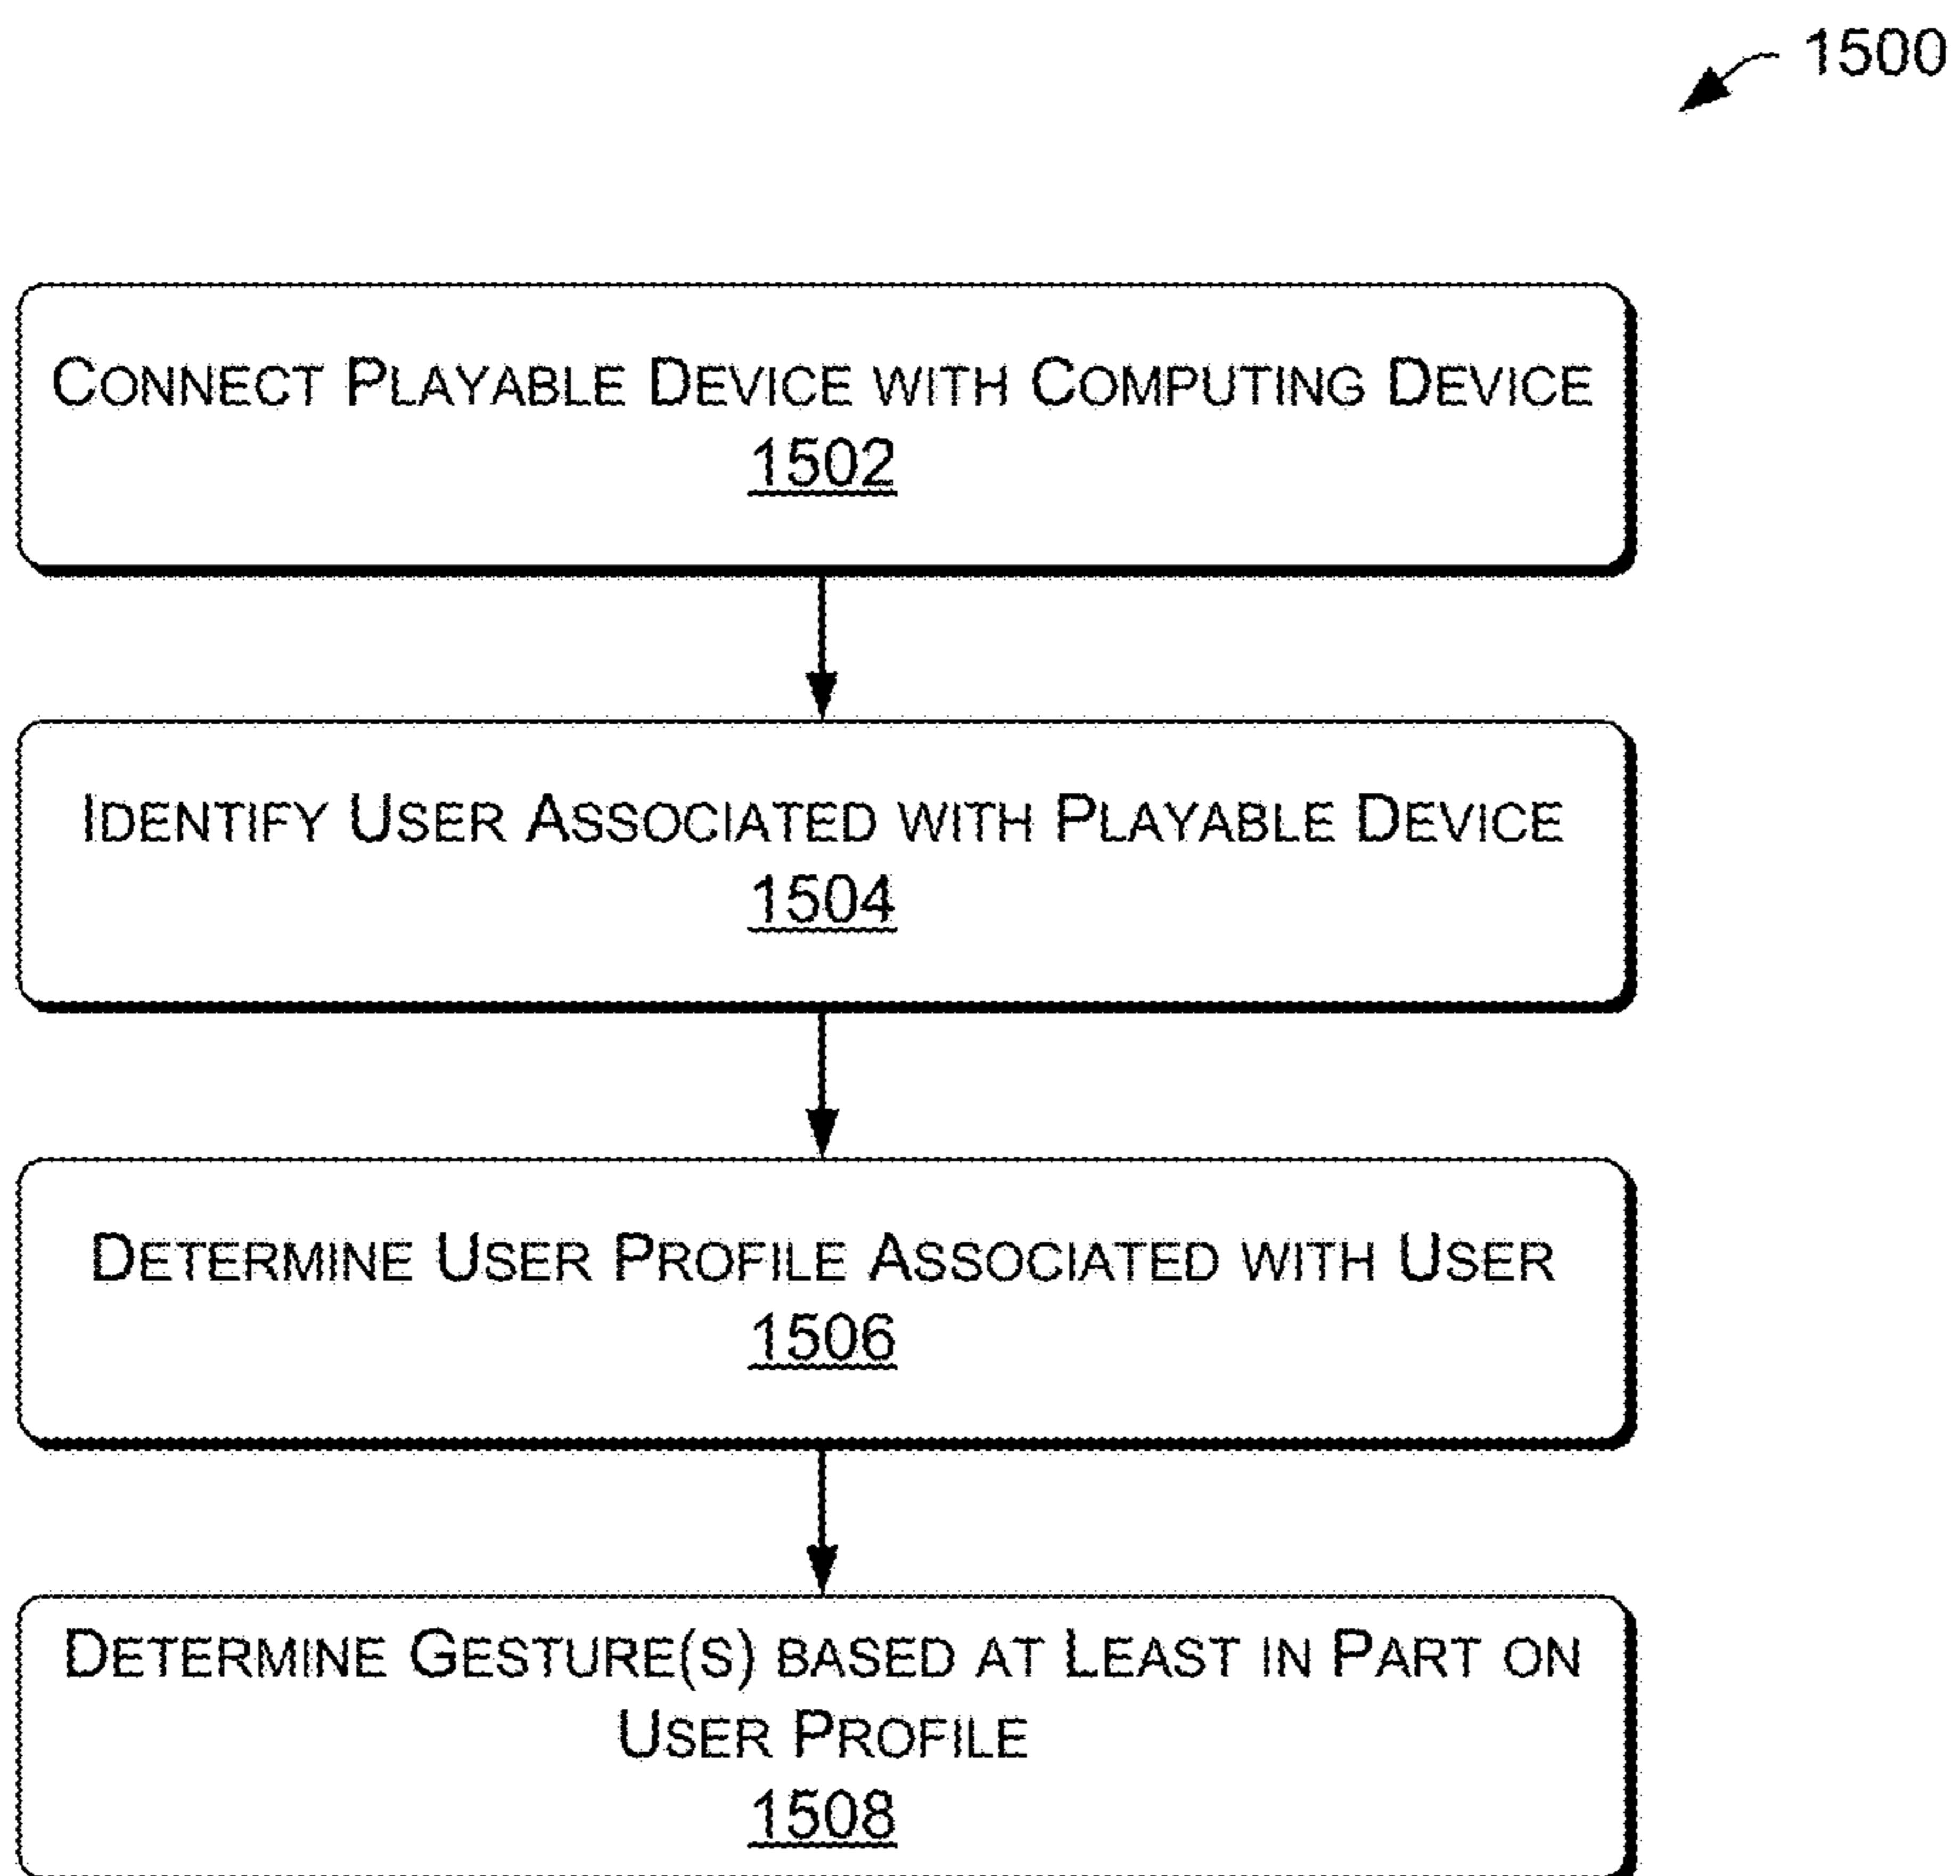 1500
CONNECT PLAYABLE DEVICE WITH COMPUTING DEVICE
1502
IDENTIFY USER ASSOCIATED WITH PLAYABLE DEVICE
1504
DETERMINE USER PROFILE ASSOCIATED WITH USER
1506
DETERMINE GESTURE(S) BASED AT LEAST IN PART ON
USER PROFILE
1508